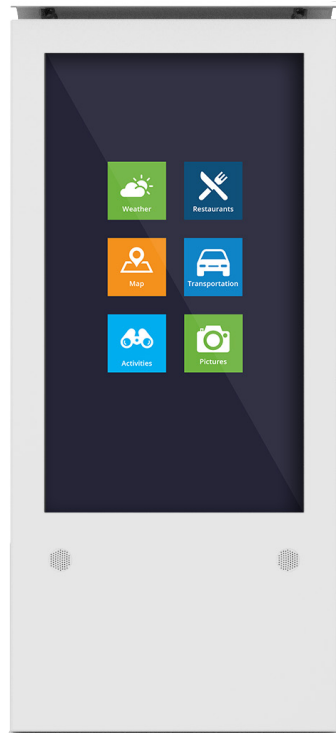 Weather
Restaurants
Map
Transportation
Activities
Pictures